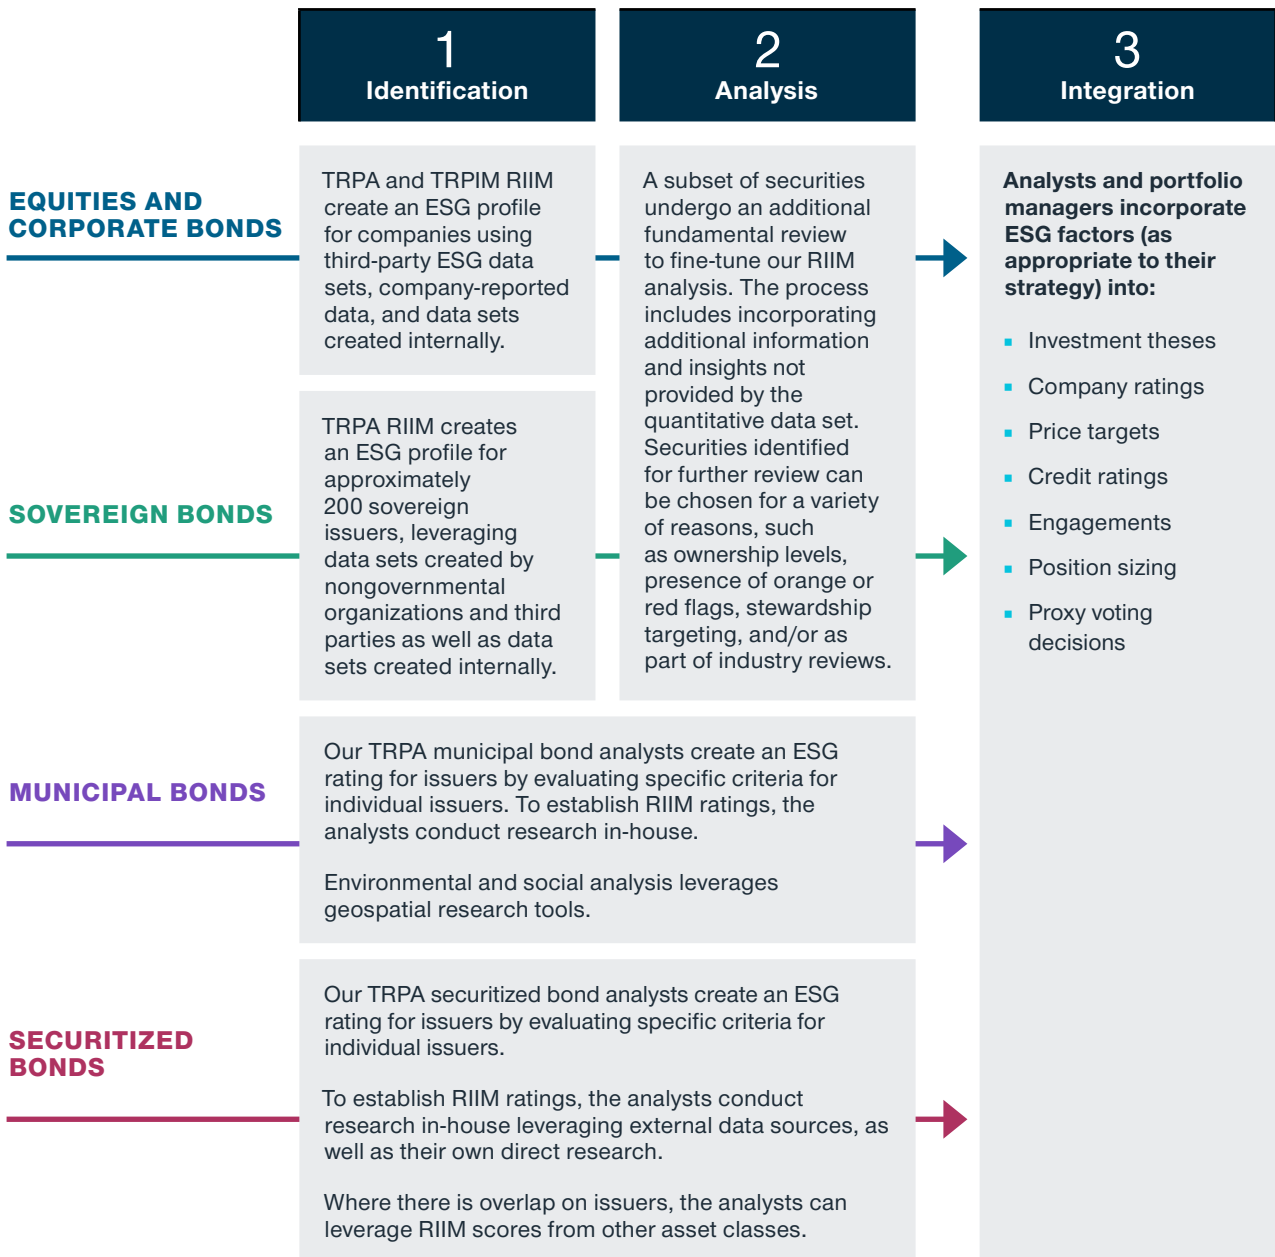 1
Identification
2
Analysis
3
Integration
EQUITIES AND
CORPORATE BONDS
TRPA and TRPIM RIIM
create an ESG profile
for companies using
third-party ESG data
sets, company-reported
data, and data sets
created internally.
A subset of securities
undergo an additional
fundamental review
to fine-tune our RIIM
analysis. The process
includes incorporating
additional information
and insights not
provided by the
quantitative data set.
Securities identified
for further review can
be chosen for a variety
of reasons, such
as ownership levels,
presence of orange or
red flags, stewardship
targeting, and/or as
part of industry reviews.
Analysts and portfolio
managers incorporate
ESG factors (as
appropriate to their
strategy) into:
▪ Investment theses
▪ Company ratings
▪ Price targets
▪ Credit ratings
▪ Engagements
▪ Position sizing
▪ Proxy voting
decisions
SOVEREIGN BONDS
TRPA RIIM creates
an ESG profile for
approximately
200 sovereign
issuers, leveraging
data sets created by
nongovernmental
organizations and third
parties as well as data
sets created internally.
MUNICIPAL BONDS
Our TRPA municipal bond analysts create an ESG
rating for issuers by evaluating specific criteria for
individual issuers. To establish RIIM ratings, the
analysts conduct research in-house.
Environmental and social analysis leverages
geospatial research tools.
SECURITIZED
BONDS
Our TRPA securitized bond analysts create an ESG
rating for issuers by evaluating specific criteria for
individual issuers.
To establish RIIM ratings, the analysts conduct
research in-house leveraging external data sources, as
well as their own direct research.
Where there is overlap on issuers, the analysts can
leverage RIIM scores from other asset classes.